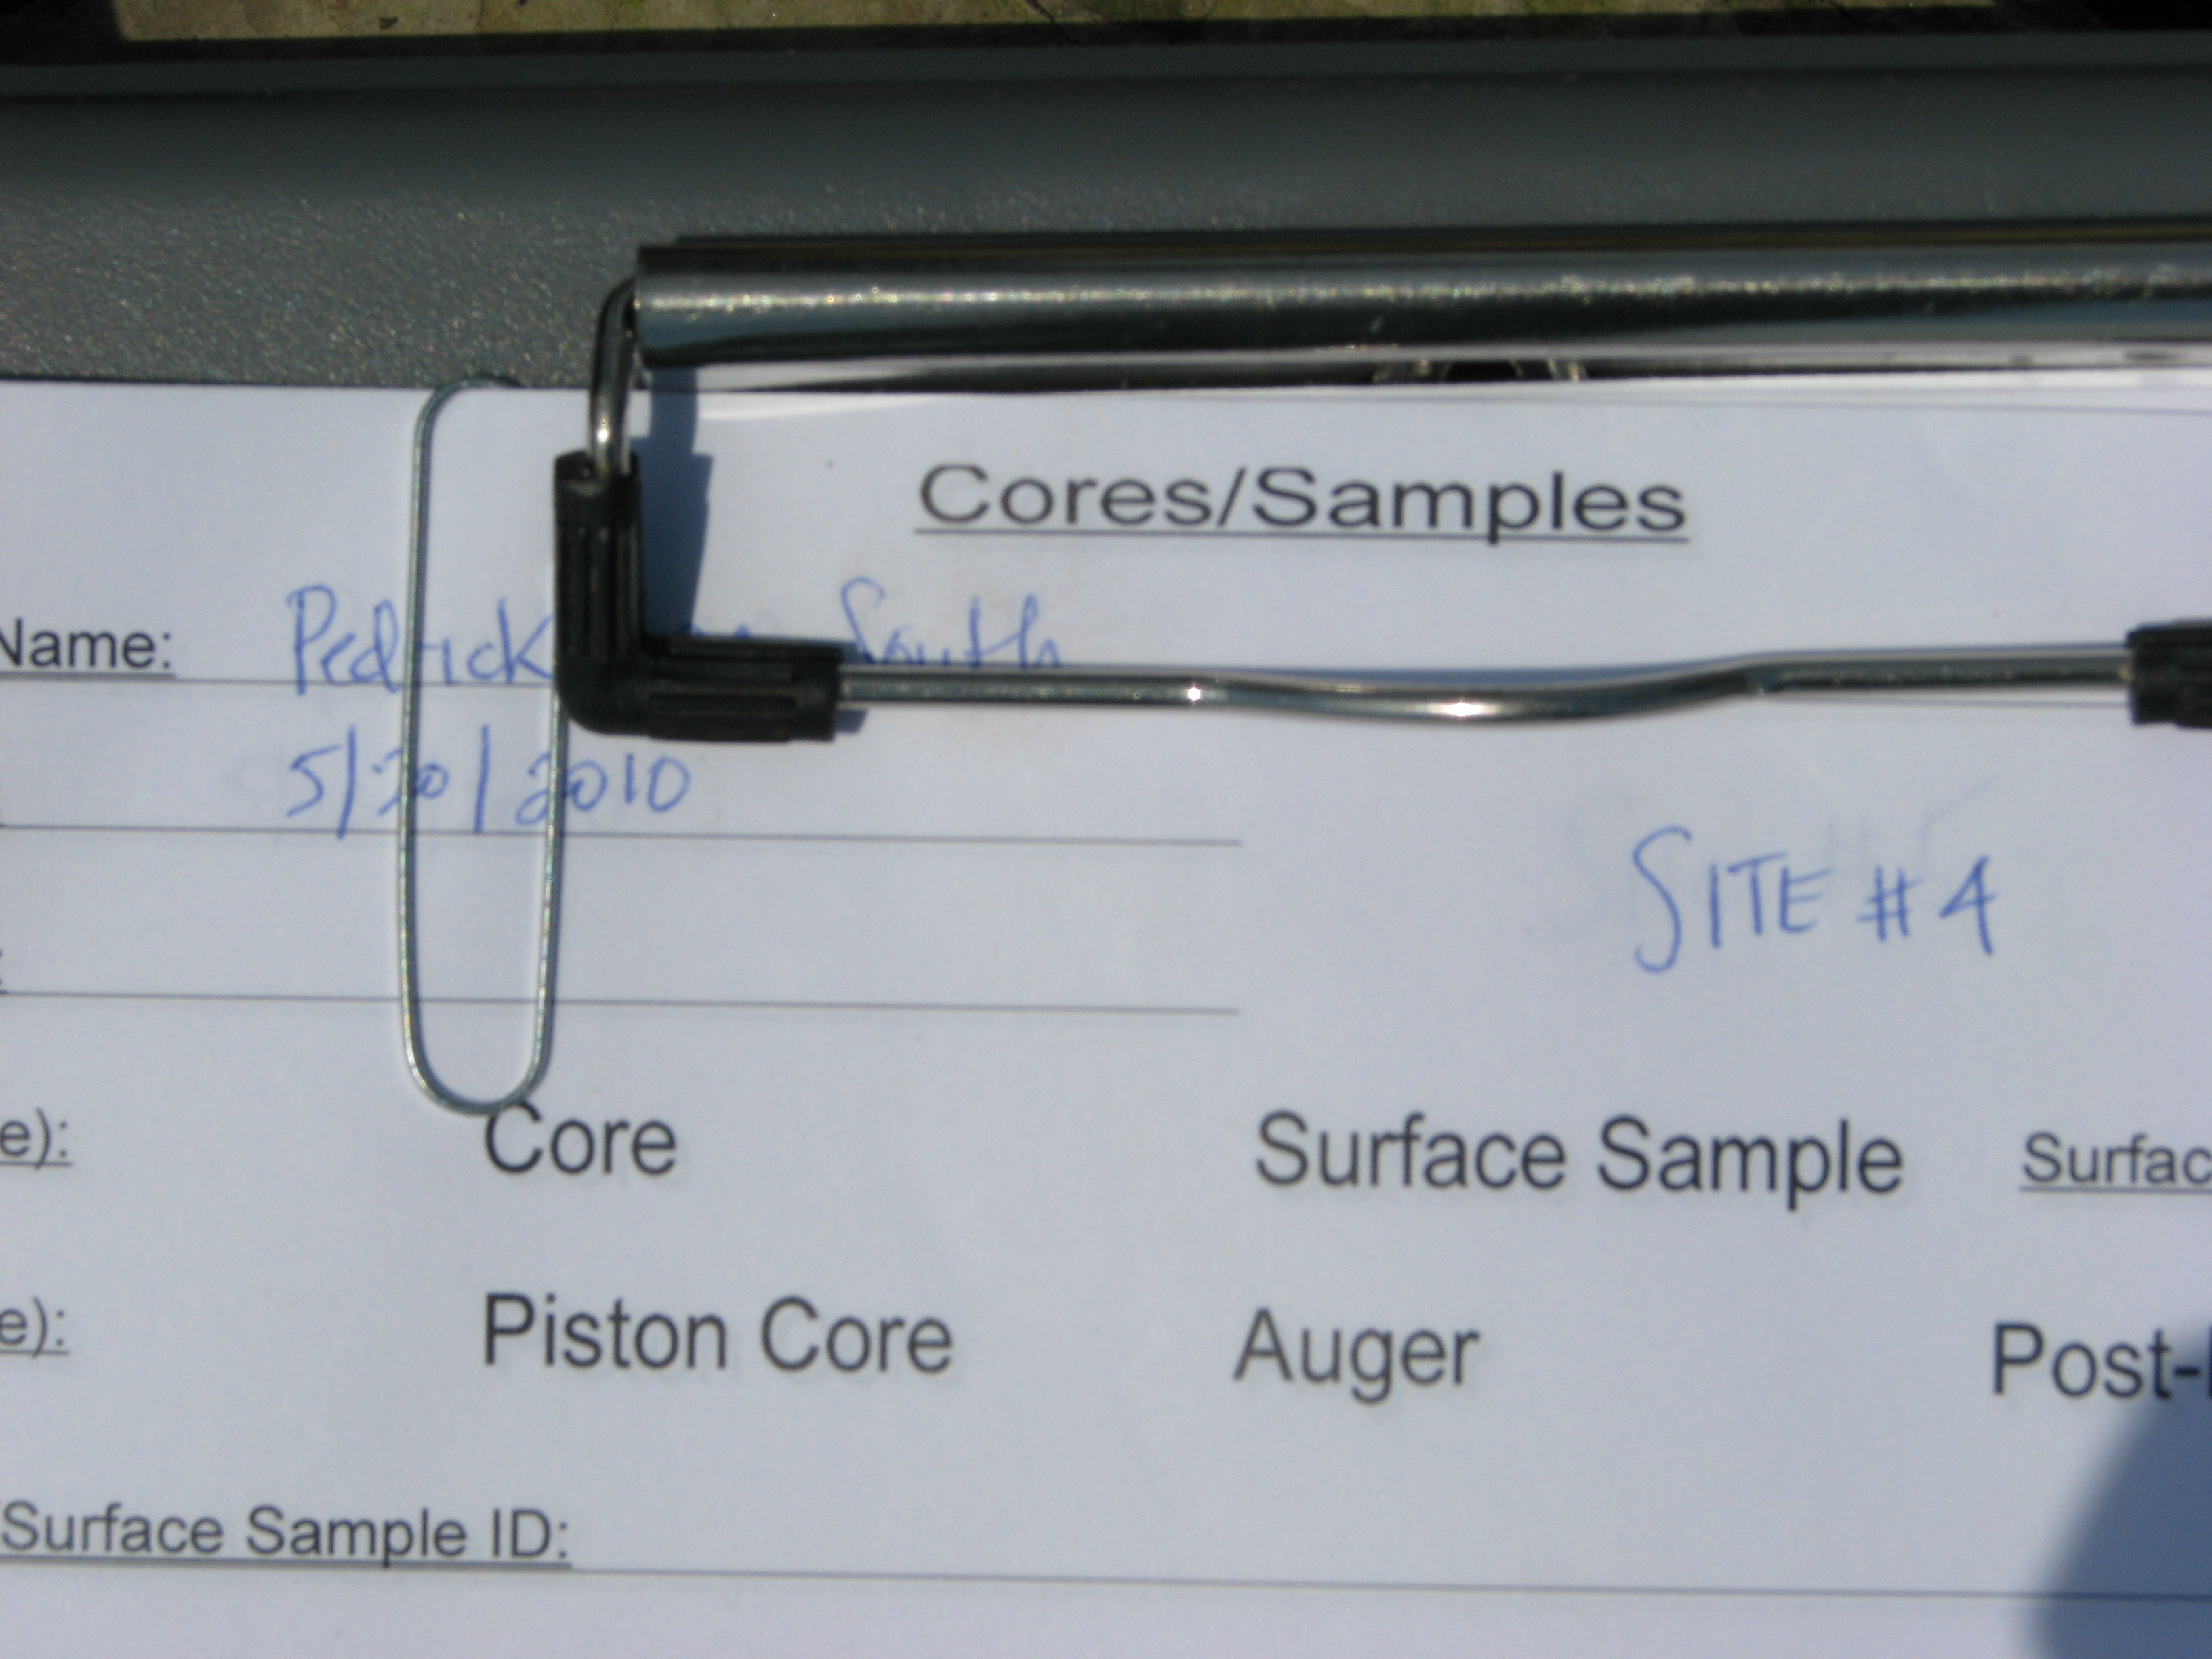 Cores/Samples
Name: Pedrick South
5/20/2010
SITE #4
e): Core Surface Sample Surfac
e): Piston Core Auger Post-
Surface Sample ID: